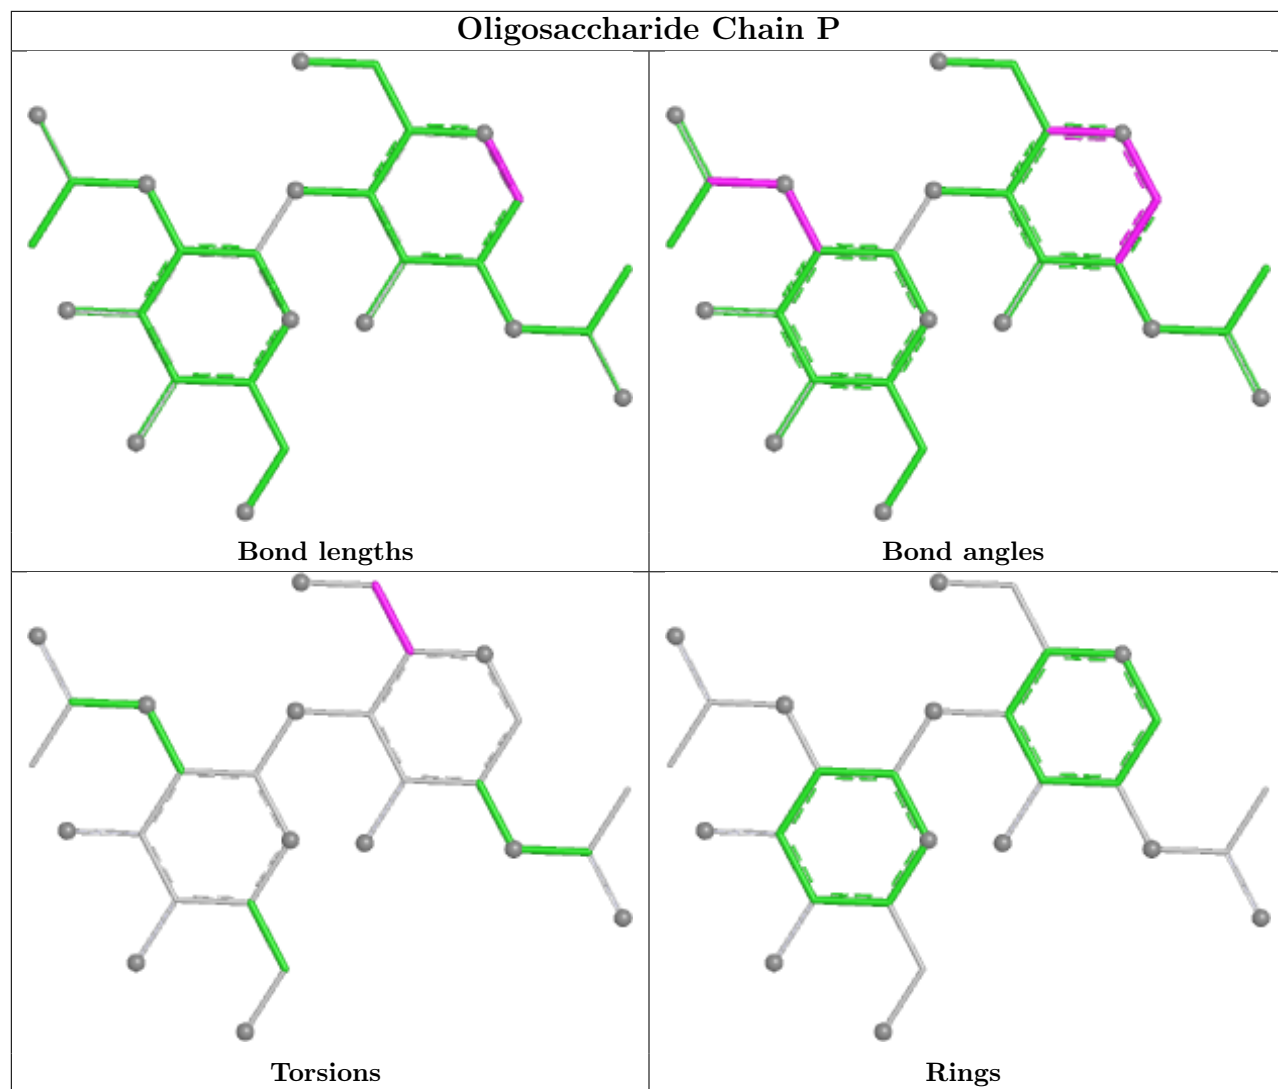 Oligosaccharide Chain P
Bond lengths
Bond angles
Torsions
Rings